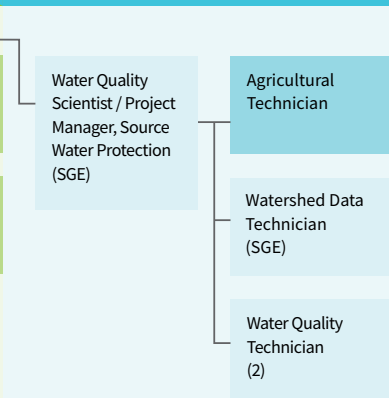 Water Quality
Scientist / Project
Manager, Source
Water Protection
(SGE)
Agricultural
Technician
Watershed Data
Technician
(SGE)
Water Quality
Technician
(2)